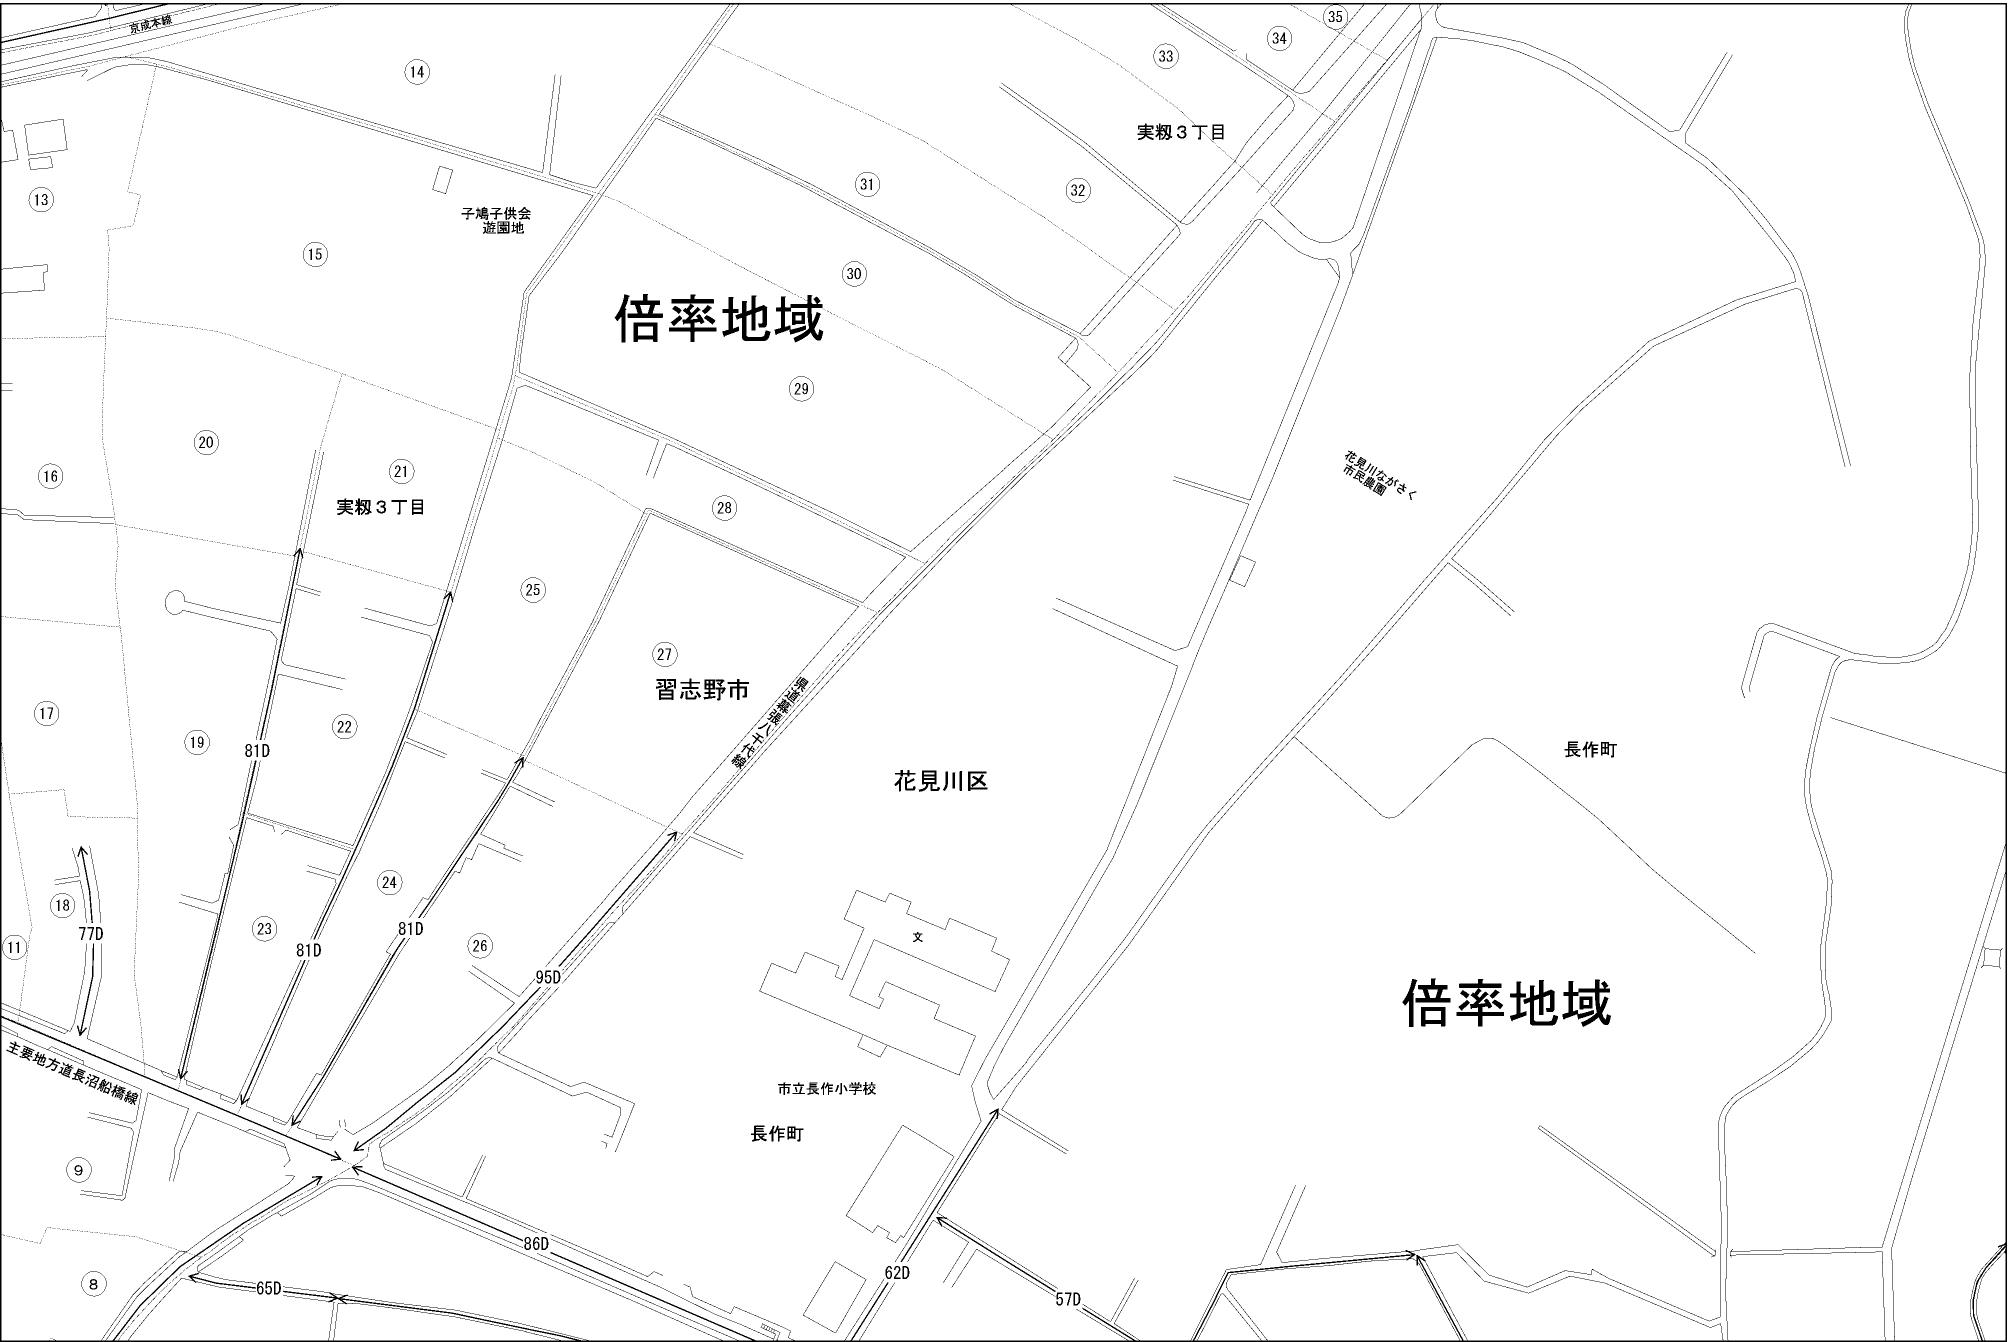 京成本線
35
34
33
14
実籾３丁目
13
31
32
子鳩子供会
遊園地
15
30
倍率地域
29
20
21
16
花見川ながさく
市民農園
実籾３丁目
28
25
27
習志野市
県道幕張八千代線
17
22
19
81D
長作町
花見川区
24
18
77D
23
81D
81D
26
文
11
95D
倍率地域
主要地方道長沼船橋線
市立長作小学校
長作町
9
86D
62D
8
65D
57D